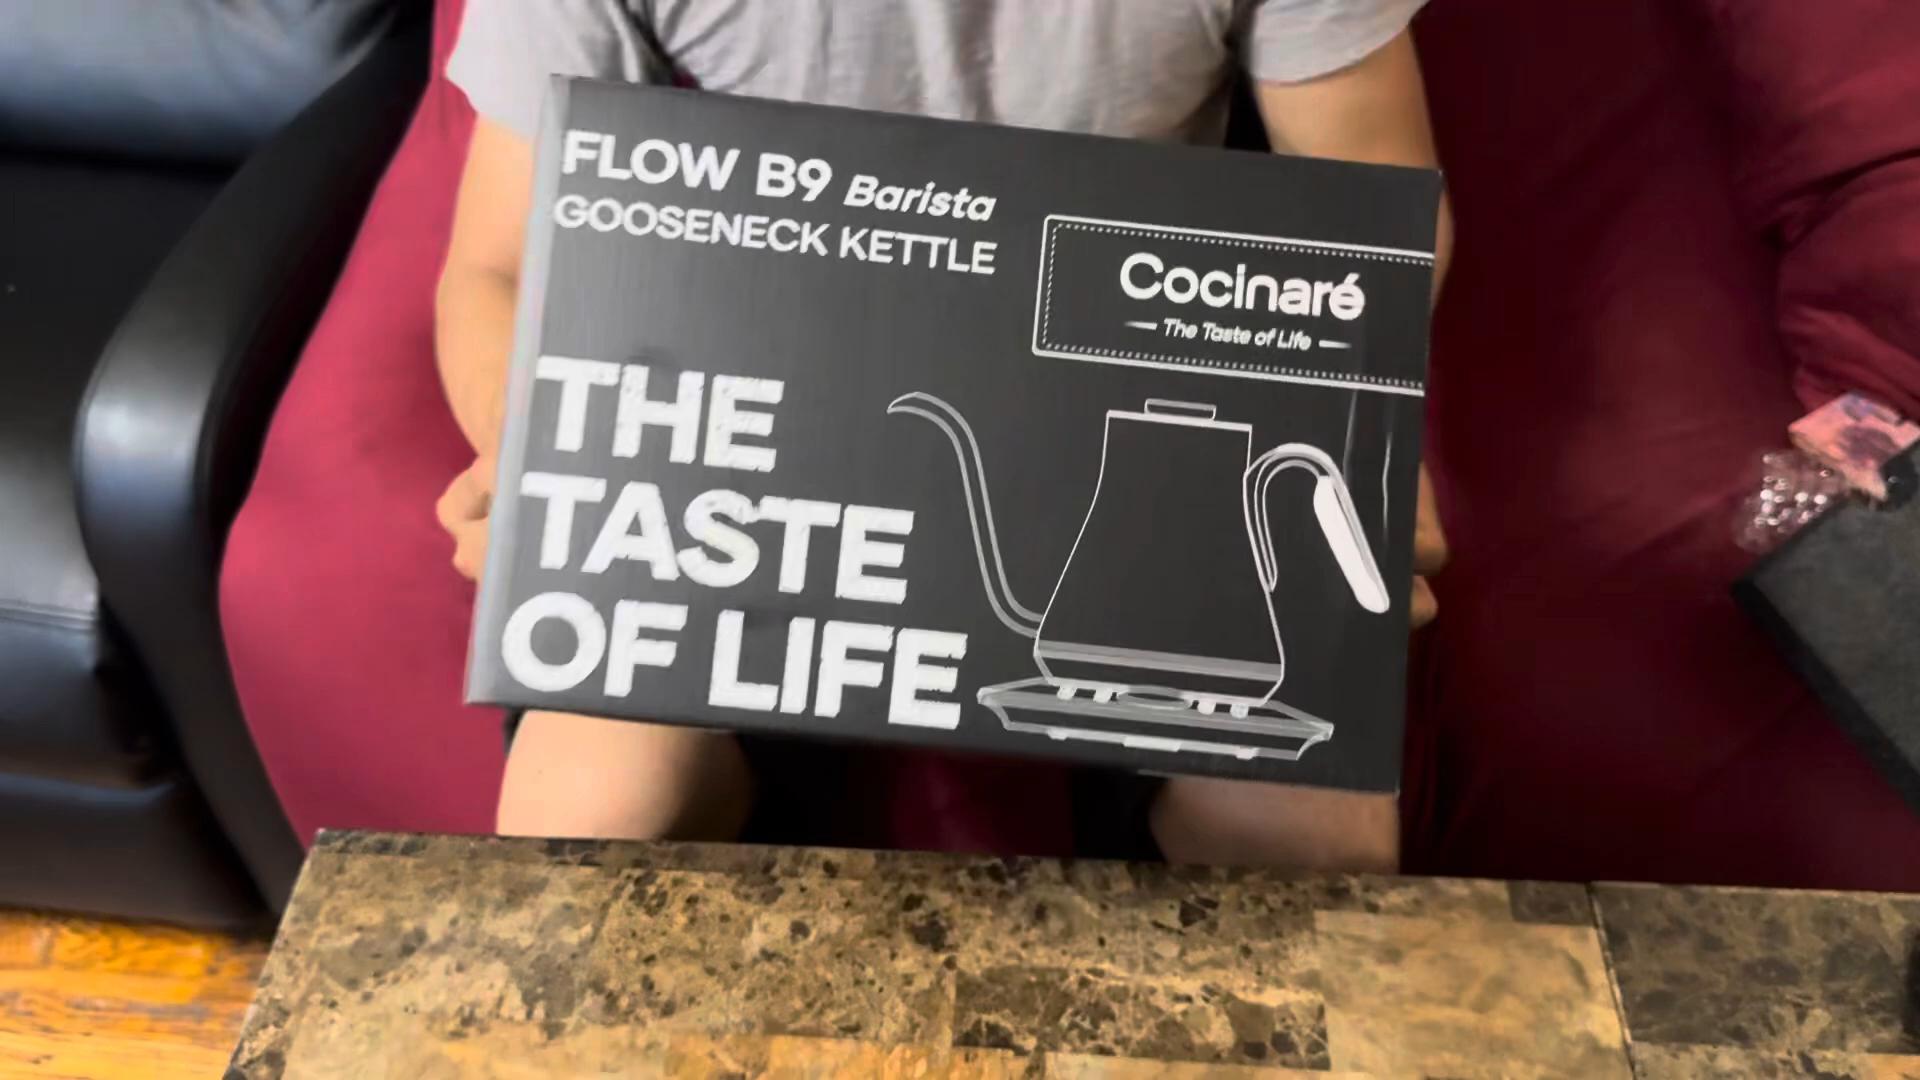 FLOW B9 Barista
GOOSENECK KETTLE
Cocinaré
The Taste of Life
THE
TASTE
OF LIFE